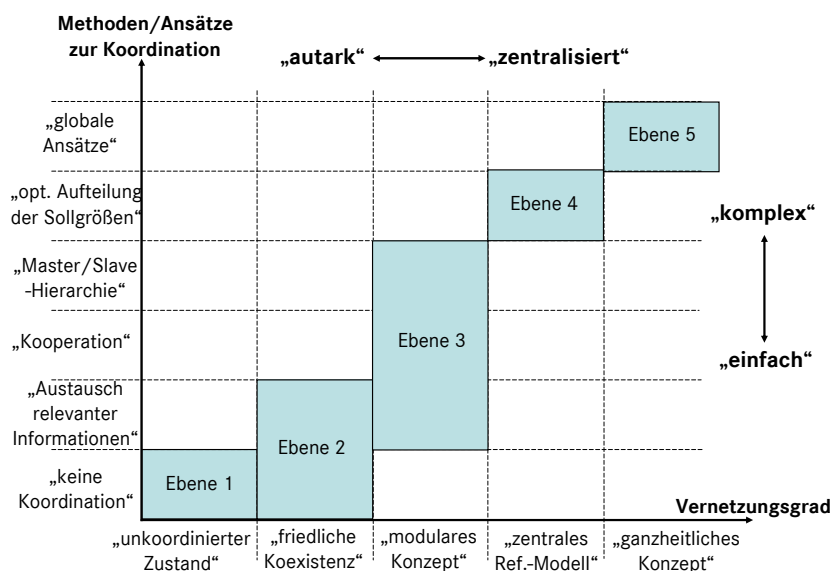 Methoden/Ansätze
zur Koordination
„autark“
„zentralisiert“
„globale
Ansätze“
Ebene 5
„opt. Aufteilung
der Sollgrößen“
Ebene 4
„komplex“
„Master/Slave
-Hierarchie“
„Kooperation“
Ebene 3
„einfach“
„Austausch
relevanter
Informationen“
Ebene 2
„keine
Koordination“
Ebene 1
Vernetzungsgrad
„unkoordinierter
Zustand“
„friedliche
Koexistenz“
„modulares
Konzept“
„zentrales
Ref.-Modell“
„ganzheitliches
Konzept“